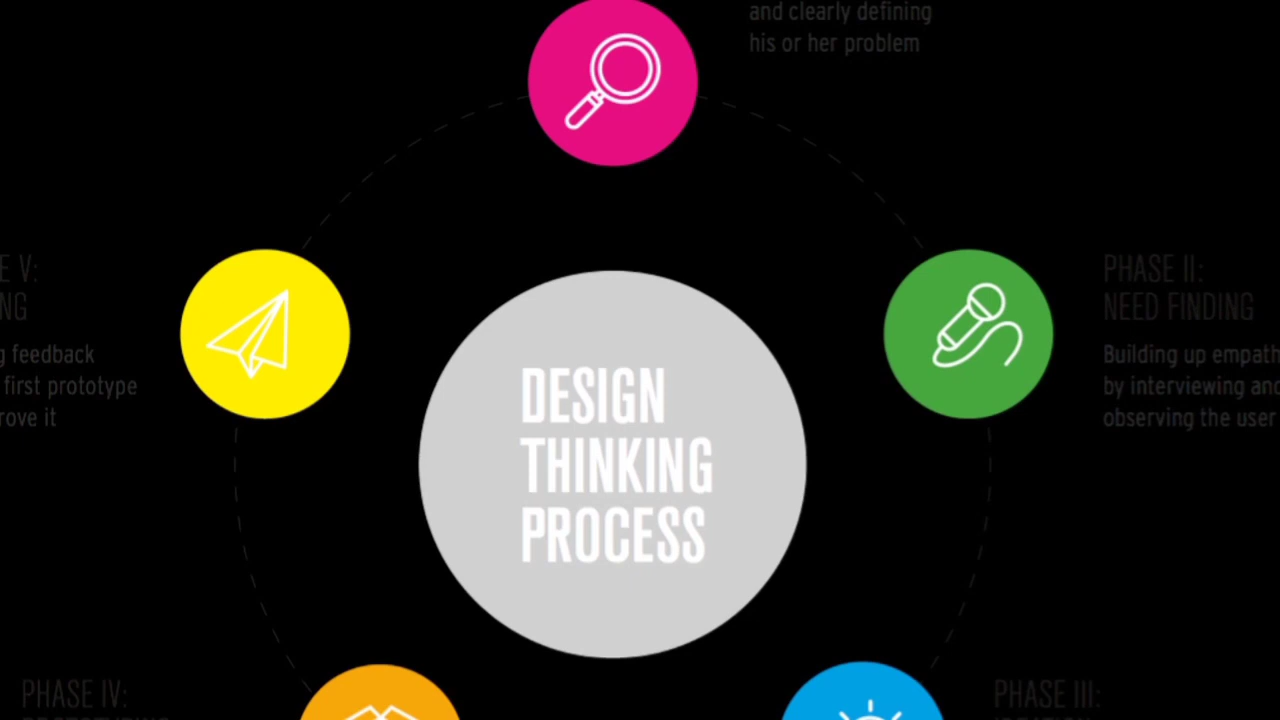 and clearly defining
his or her problem
PHASE II:
NEED FINDING
Building up empath
by interviewing and
observing the user
E V:
NG
g feedback
first prototype
rove it
DESIGN
THINKING
PROCESS
PHASE IV:
PHASE III: